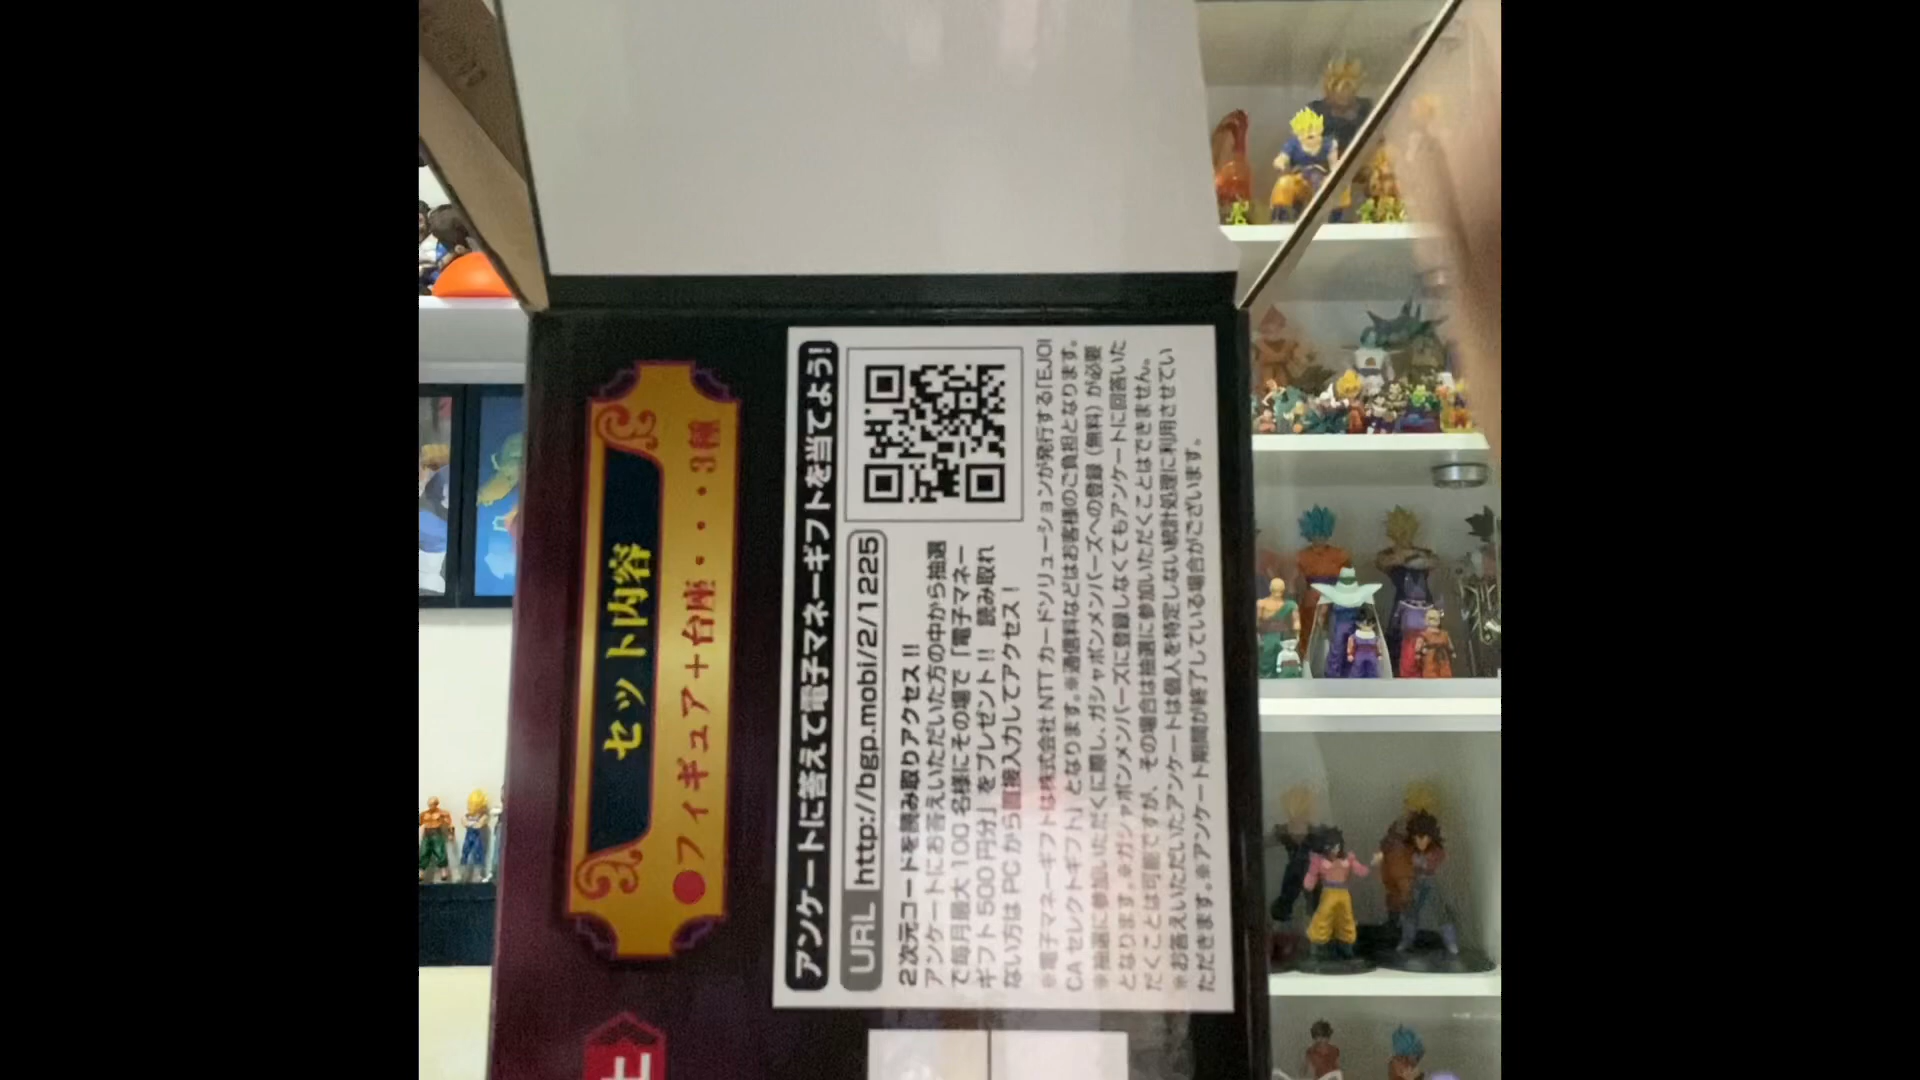 セット内容
●フィギュア+台座・・・3種
アンケートに答えて電子マネーギフトを当てよう!
URL http://bgp.mobi/2/1225
2次元コードを読み取りアクセス!!
アンケートにお答えいただいた方の中から抽選
で毎月最大100名様にその場で「電子マネー
ギフト500円分」をプレゼント!! 読み取れ
ない方はPCから直接入力してアクセス!
※電子マネーギフトは株式会社NTTカードソリューションが発行する「EJOI
CAセレクトギフト」となります。※通信料などはお客様のご負担となります。
※抽選に参加いただくに際し、ガシャポンメンバーズへの登録(無料)が必要
となります。※ガシャポンメンバーズに登録しなくてもアンケートに回答いた
だくことは可能ですが、その場合は抽選に参加いただくことはできません。
※お答えいただいたアンケートは個人を特定しない統計処理に利用させてい
ただきます。※アンケート期間が終了している場合がございます。